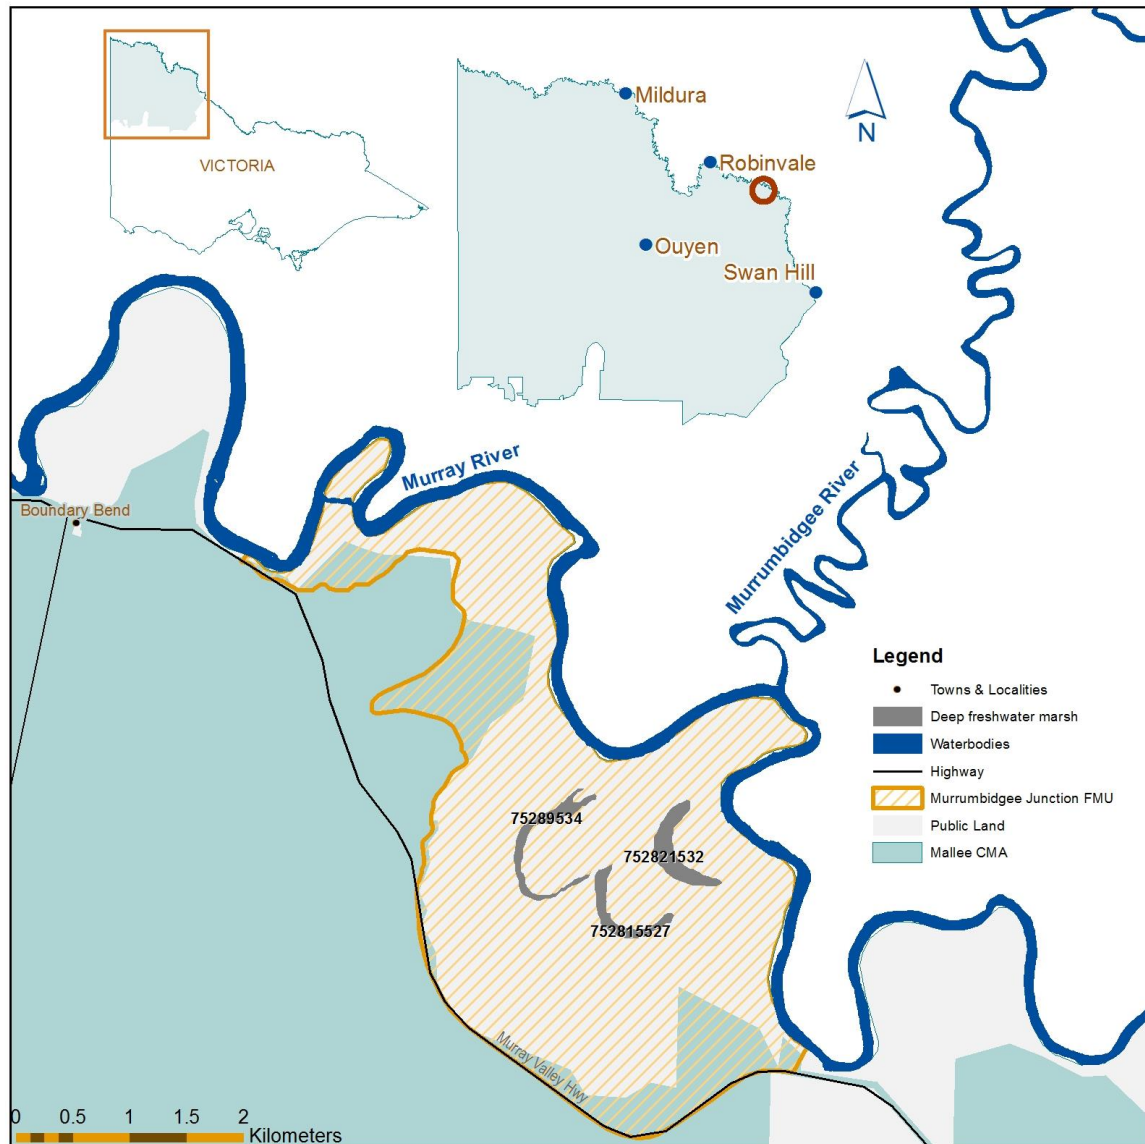 Mildura
VICTORIA
Robinvale
N
Ouyen
Swan Hill
Murray River
Boundary Bend
Murrumbidgee River
Legend
Towns & Localities
Deep freshwater marsh
Waterbodies
Highway
Murrumbidgee Junction FMU
Public Land
Mallee CMA
75289534
752821532
752815527
Murray Valley Hwy
0 0.5 1 1.5 2
Kilometers